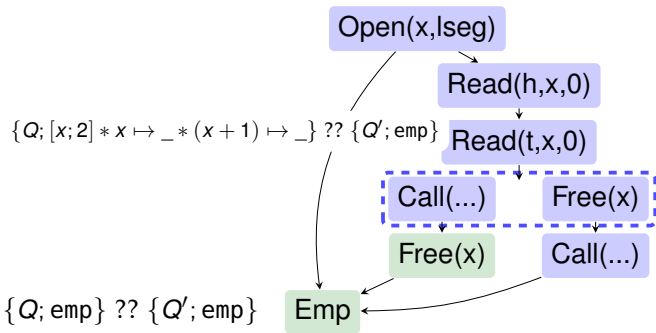 Open(x,lseg)
Read(h,x,0)
{Q; [x; 2] ∗ x ↦ _ ∗ (x + 1) ↦ _} ?? {Q′; emp}
Read(t,x,0)
Call(...) Free(x)
Free(x) Call(...)
{Q; emp} ?? {Q′; emp} Emp